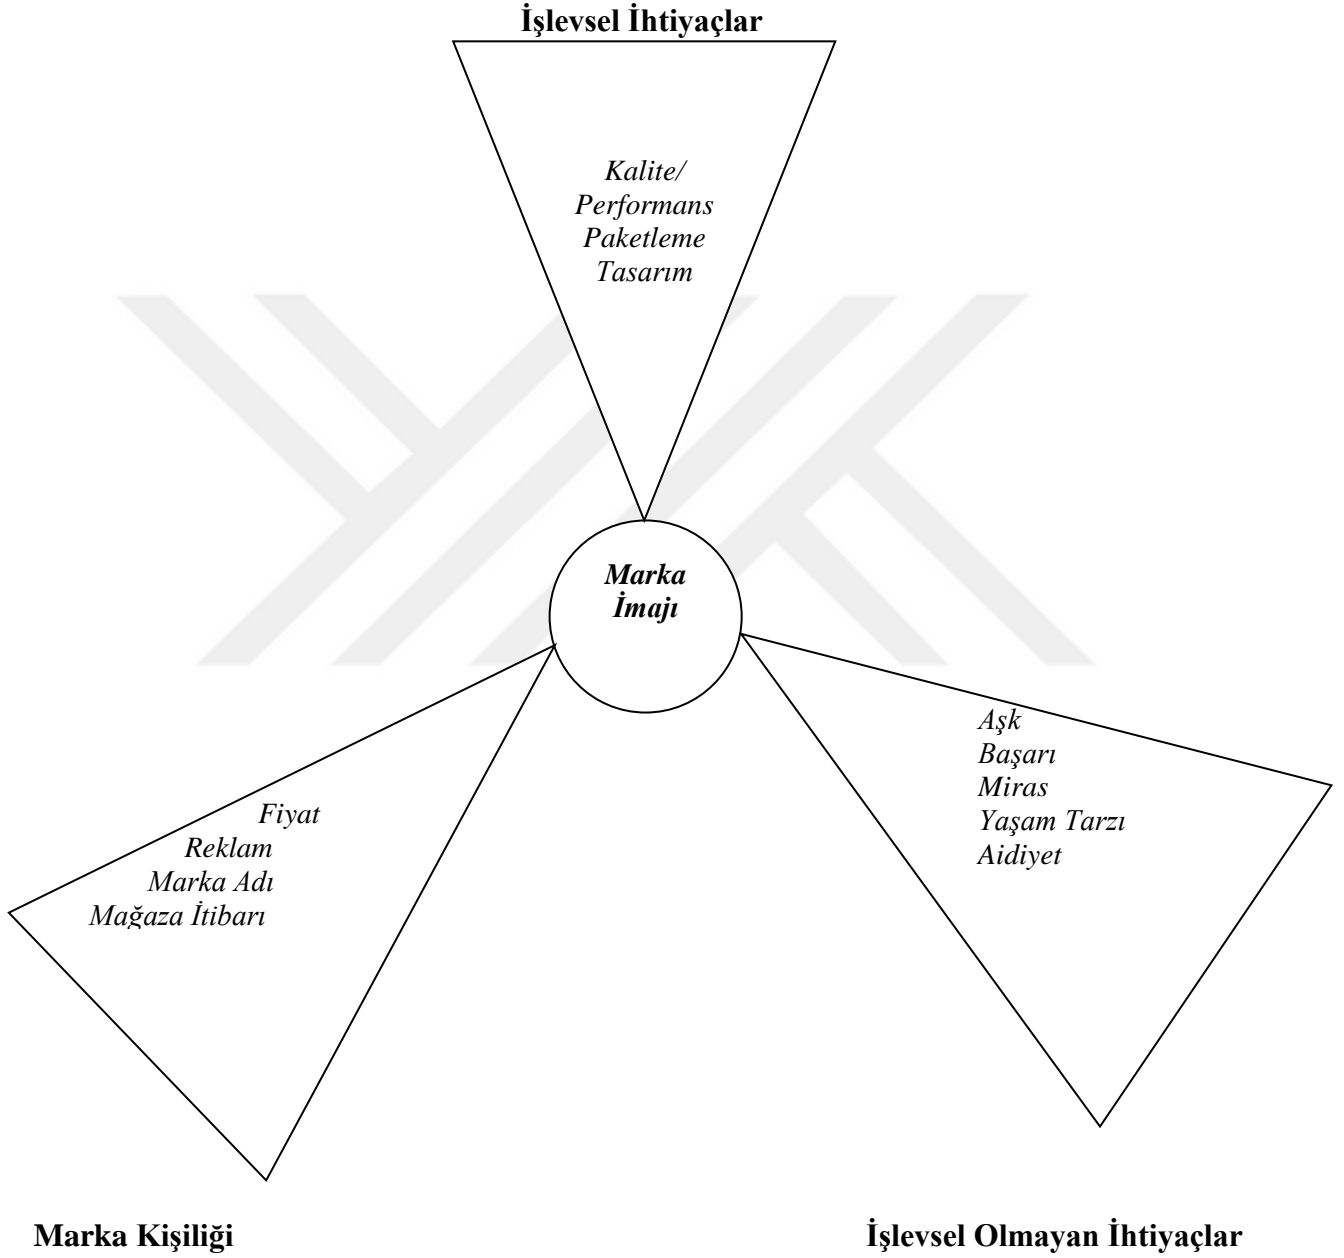 İşlevsel İhtiyaçlar
Kalite/
Performans
Paketleme
Tasarım
Marka
İmajı
Aşk
Başarı
Miras
Yaşam Tarzı
Aidiyet
Fiyat
Reklam
Marka Adı
Mağaza İtibarı
Marka Kişiliği
İşlevsel Olmayan İhtiyaçlar